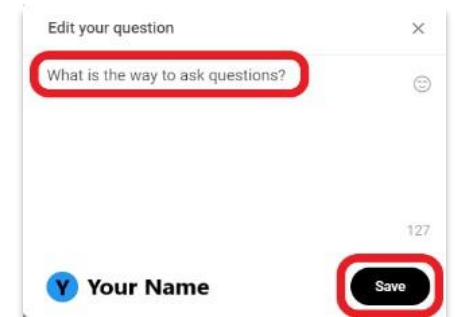 Edit your question
What is the way to ask questions?
127
Y Your Name
Save